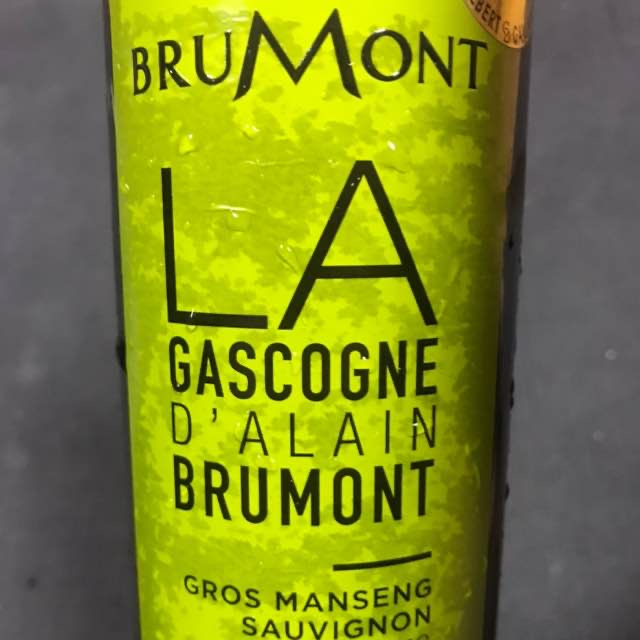 BRUMONT
LA
GASCOGNE
D'ALAIN
BRUMONT
GROS MANSENG
SAUVIGNON